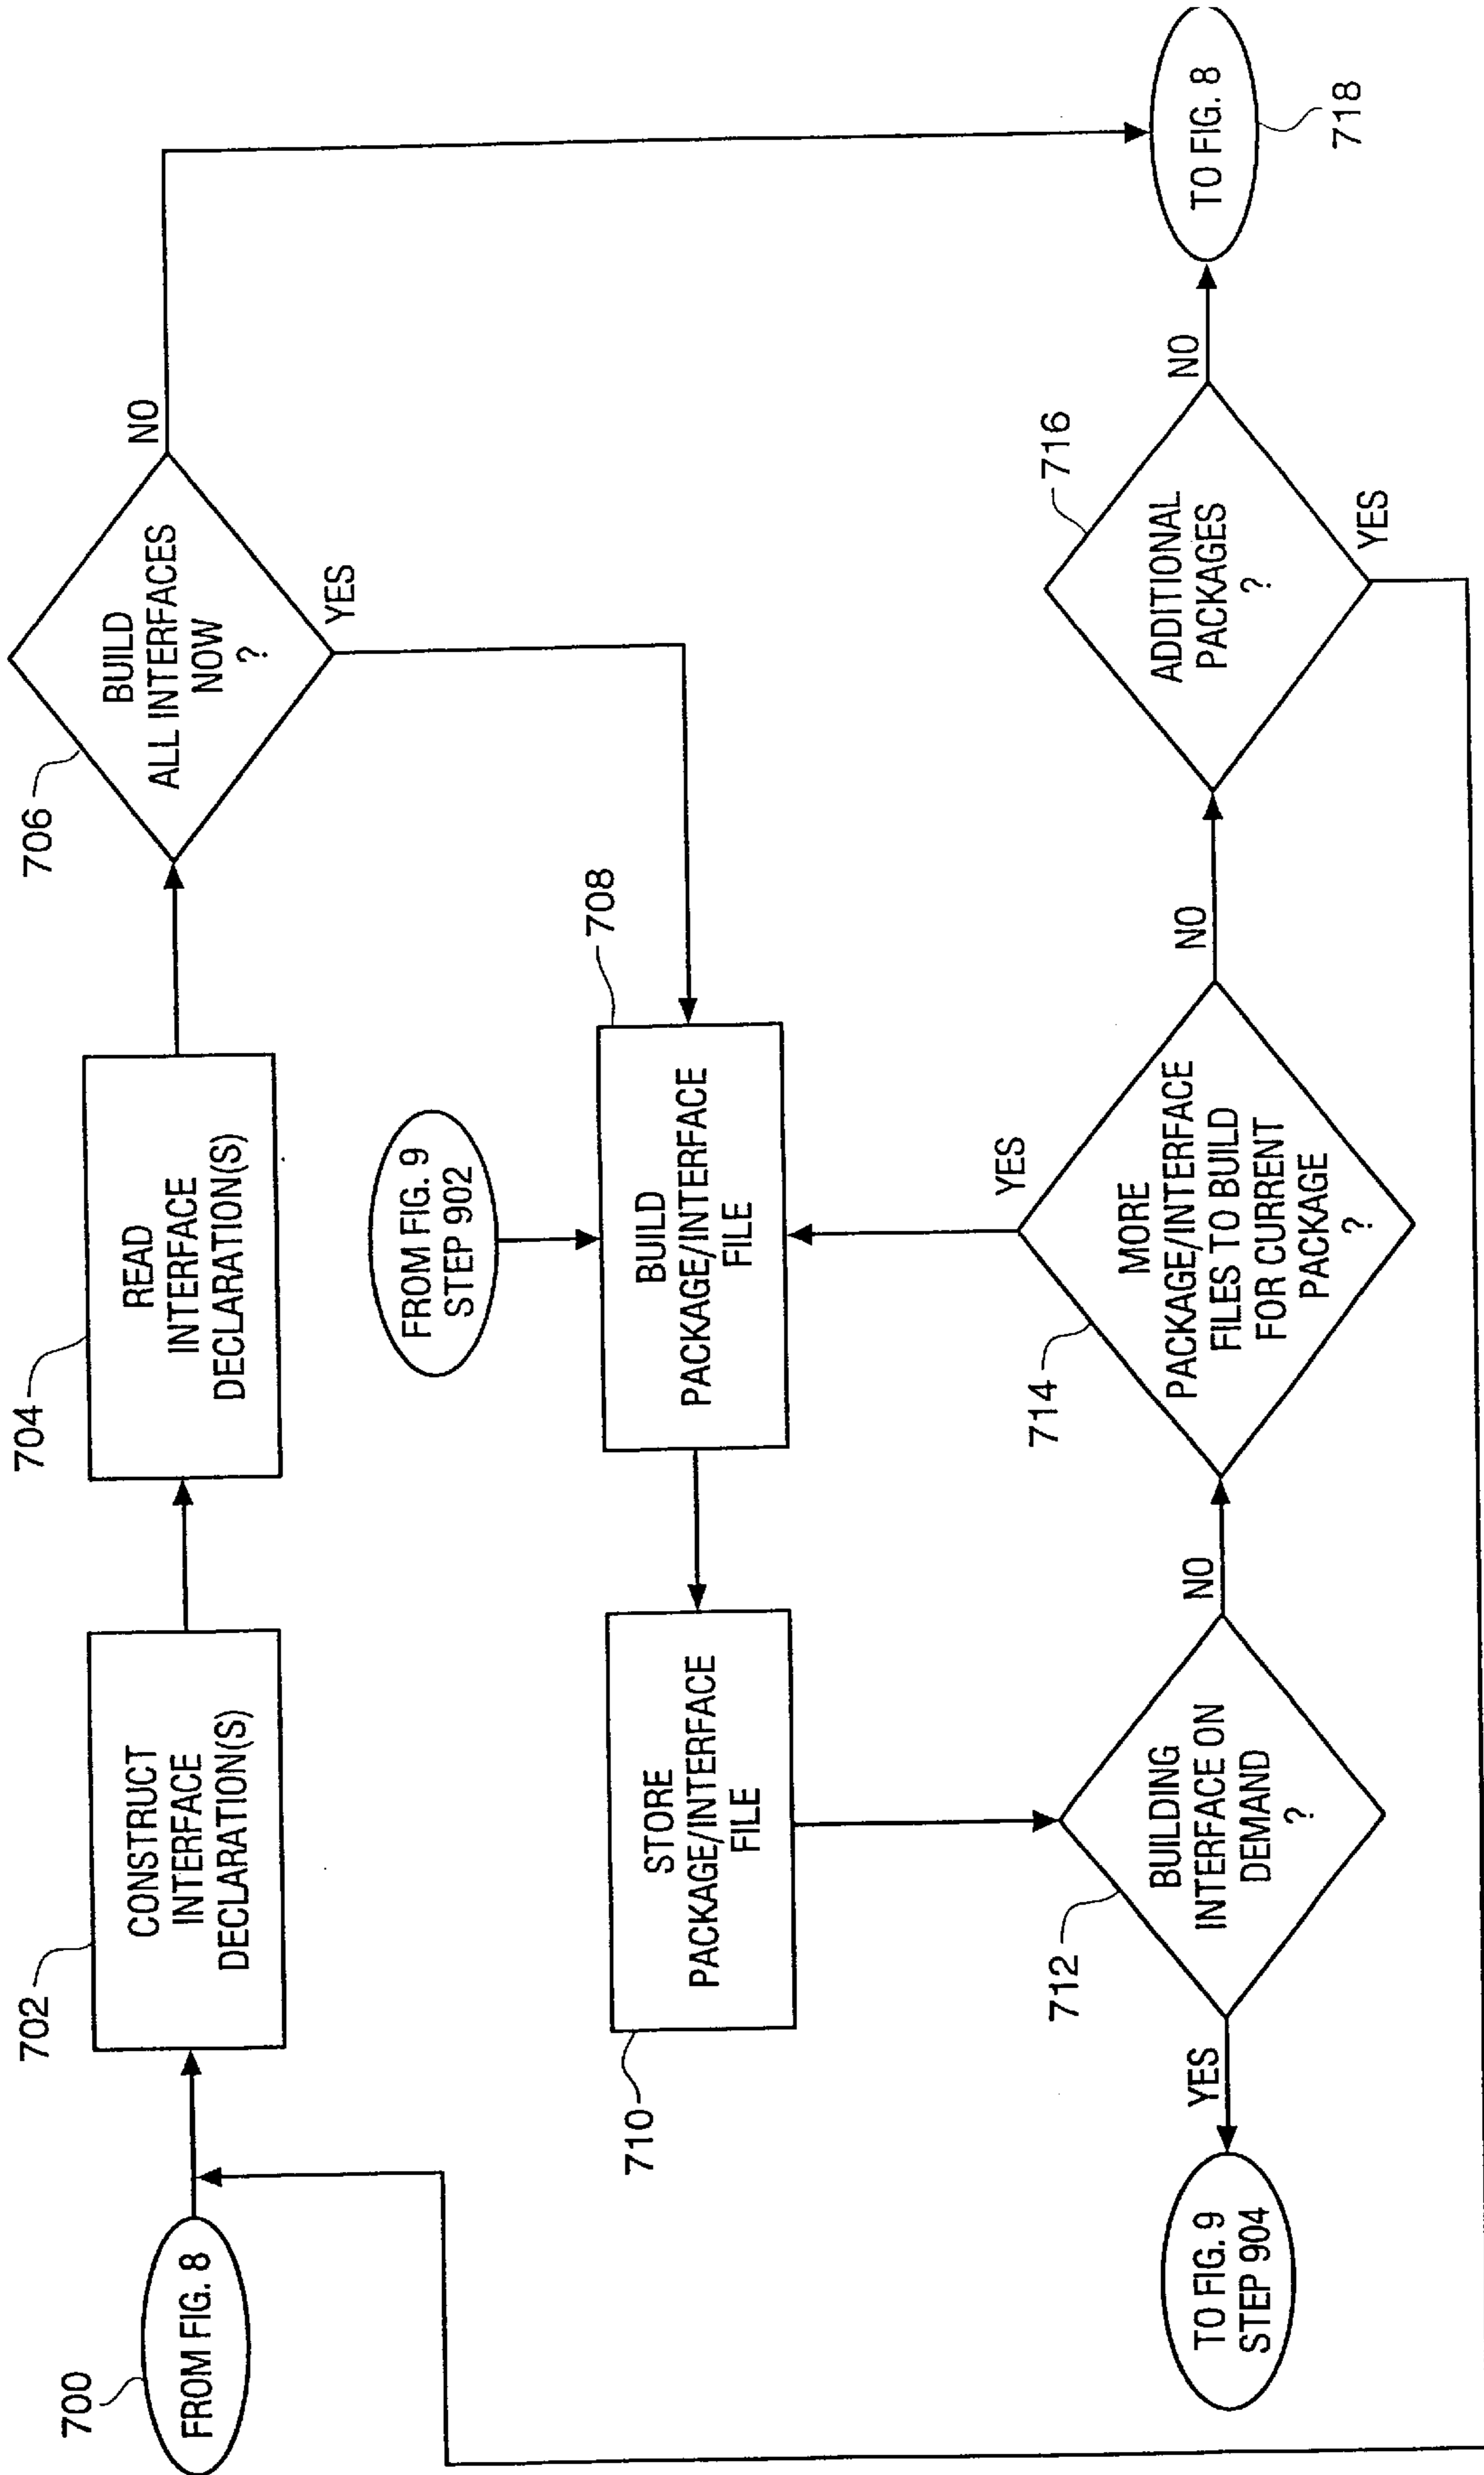 700
FROM FIG. 8
702
CONSTRUCT
INTERFACE
DECLARATION(S)
704
READ
INTERFACE
DECLARATION(S)
706
BUILD
ALL INTERFACES
NOW
?
NO
YES
FROM FIG. 9
STEP 902
708
BUILD
PACKAGE/INTERFACE
FILE
710
STORE
PACKAGE/INTERFACE
FILE
712
BUILDING
INTERFACE ON
DEMAND
?
YES
NO
TO FIG. 9
STEP 904
714
MORE
PACKAGE/INTERFACE
FILES TO BUILD
FOR CURRENT
PACKAGE
?
YES
NO
716
ADDITIONAL
PACKAGES
?
NO
YES
TO FIG. 8
718